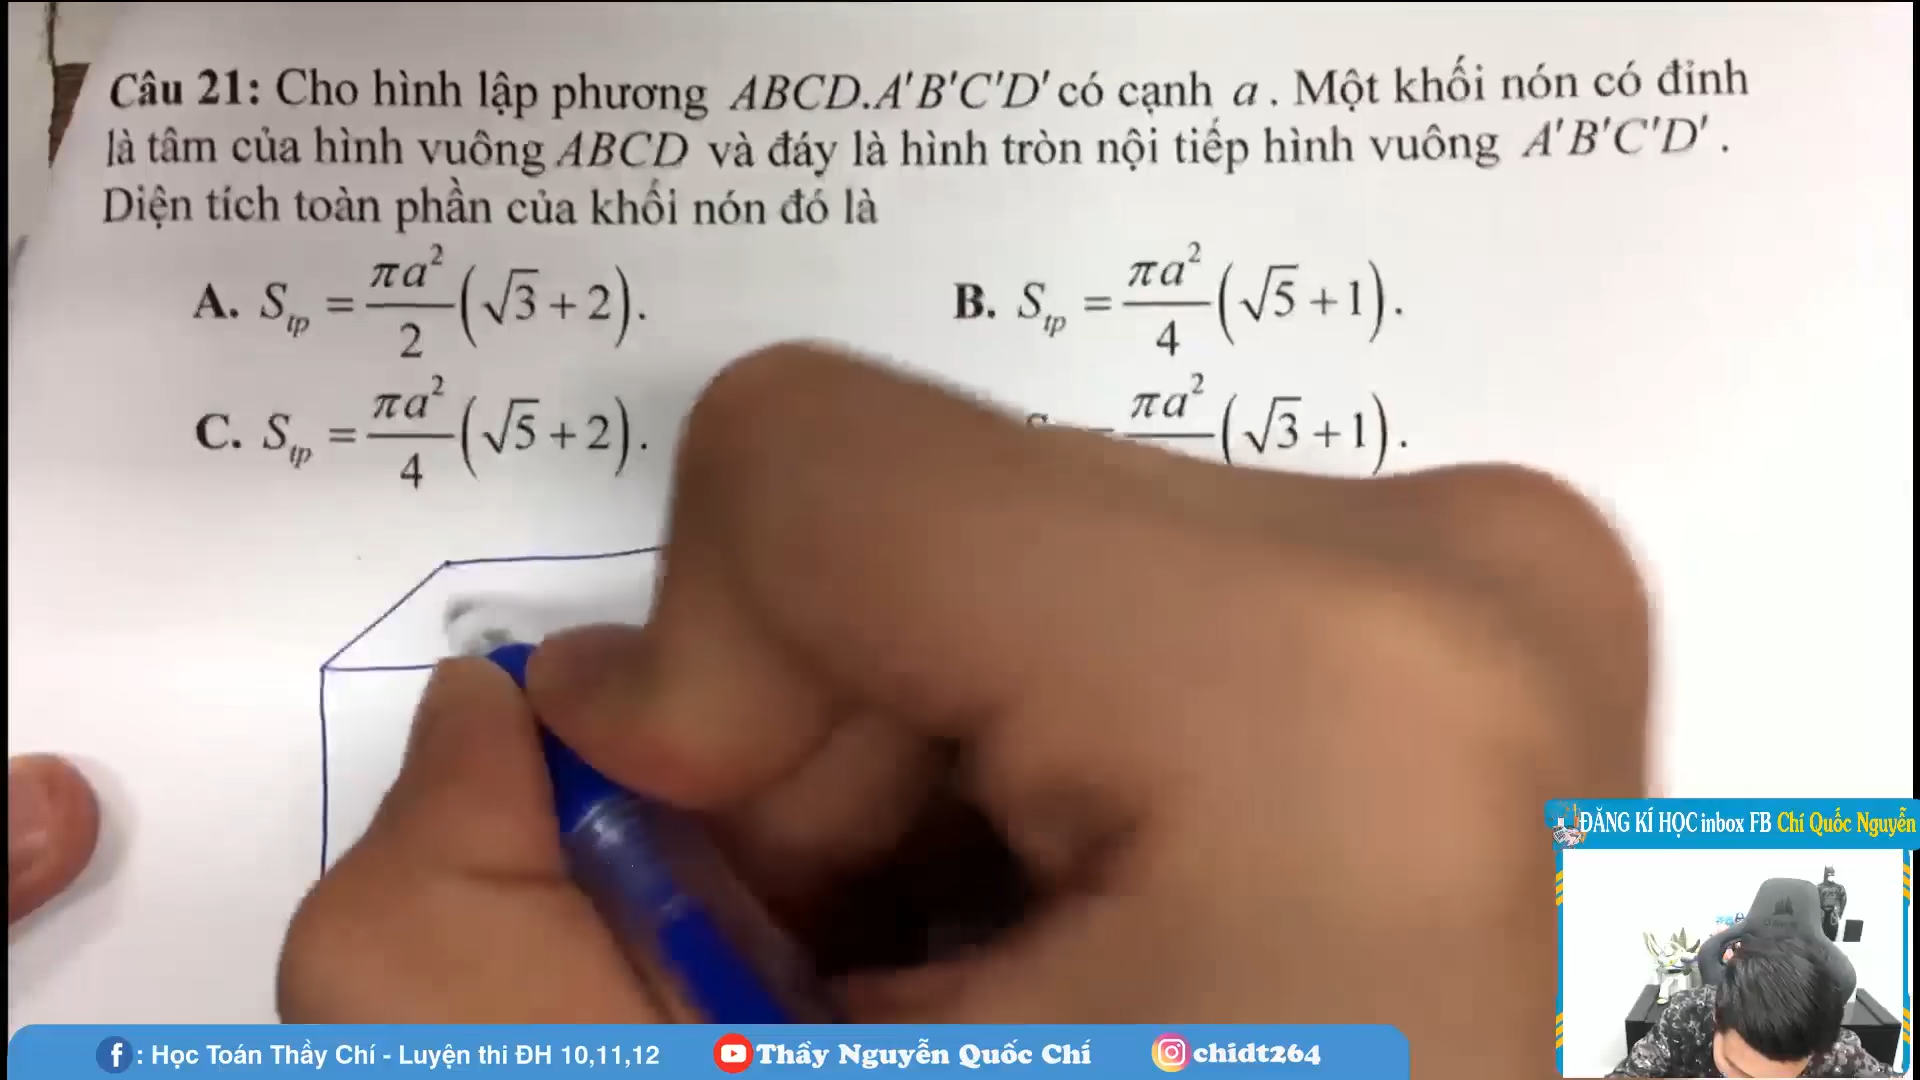 Câu 21: Cho hình lập phương ABCD.A'B'C'D' có cạnh a. Một khối nón có đỉnh
là tâm của hình vuông ABCD và đáy là hình tròn nội tiếp hình vuông A'B'C'D'.
Diện tích toàn phần của khối nón đó là
A. S_tp = πa²/2 (√3 + 2).
B. S_tp = πa²/4 (√5 + 1).
C. S_tp = πa²/4 (√5 + 2).
= πa² (√3 + 1).
ĐĂNG KÍ HỌC inbox FB Chí Quốc Nguyễn
: Học Toán Thầy Chí - Luyện thi ĐH 10,11,12
Thầy Nguyễn Quốc Chí
chidt264